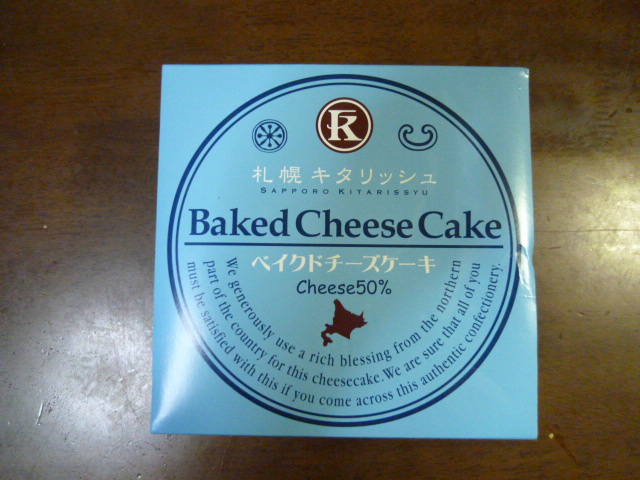 K
札幌 キタリッシュ
SAPPORO KITARISSYU
Baked Cheese Cake
ベイクドチーズケーキ
Cheese50%
We generously use a rich blessing from the northern
part of the country for this cheesecake.We are sure that all of you
must be satisfied with this if you come across this authentic confectionery.